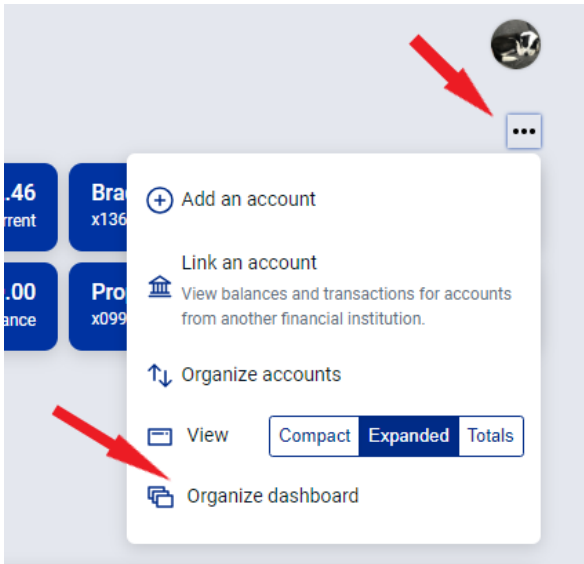 .46
rrent
Bra
x136
.00
ance
Pro
x099
Add an account
Link an account
View balances and transactions for accounts
from another financial institution.
Organize accounts
View
Compact Expanded Totals
Organize dashboard